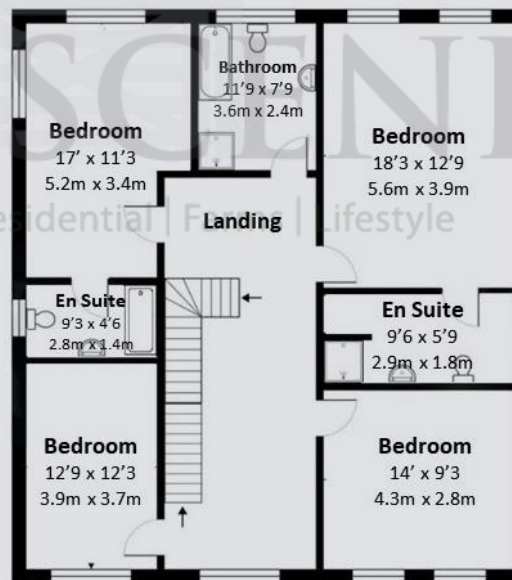 SCENI
Bedroom
17' x 11'3
5.2m x 3.4m
Bathroom
11'9 x 7'9
3.6m x 2.4m
Bedroom
18'3 x 12'9
5.6m x 3.9m
esidential | Farms | Lifestyle
Landing
En Suite
9'3 x 4'6
2.8m x 1.4m
En Suite
9'6 x 5'9
2.9m x 1.8m
Bedroom
12'9 x 12'3
3.9m x 3.7m
Bedroom
14' x 9'3
4.3m x 2.8m